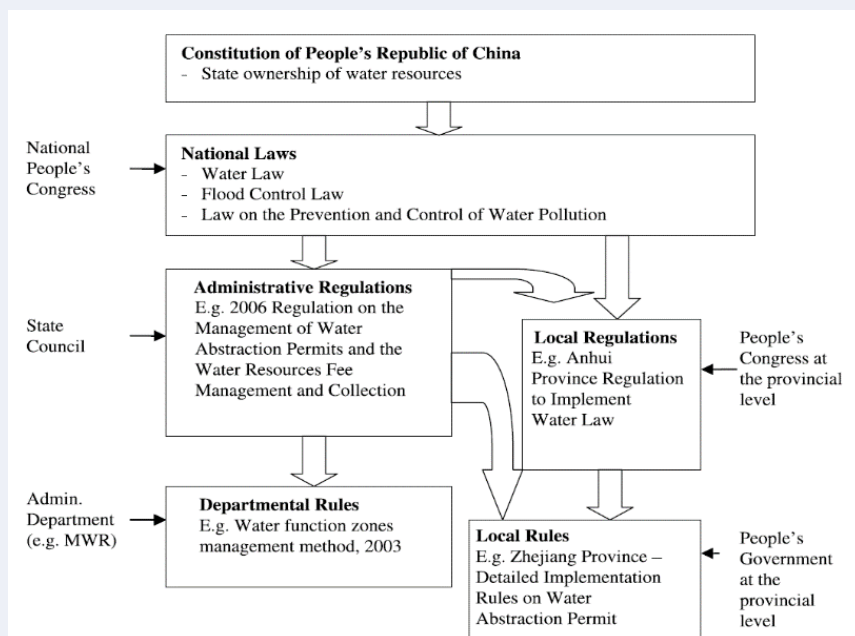 Constitution of People's Republic of China
- State ownership of water resources
National
People's
Congress
National Laws
- Water Law
- Flood Control Law
- Law on the Prevention and Control of Water Pollution
State
Council
Administrative Regulations
E.g. 2006 Regulation on the
Management of Water
Abstraction Permits and the
Water Resources Fee
Management and Collection
Local Regulations
E.g. Anhui
Province Regulation
to Implement
Water Law
People's
Congress at
the provincial
level
Admin.
Department
(e.g. MWR)
Departmental Rules
E.g. Water function zones
management method, 2003
Local Rules
E.g. Zhejiang Province –
Detailed Implementation
Rules on Water
Abstraction Permit
People's
Government
at the
provincial
level